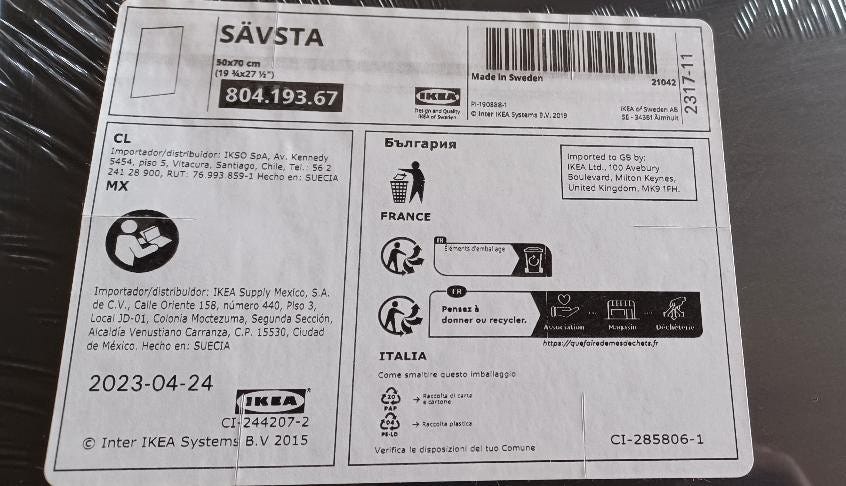 SÄVSTA
50x70 cm
(19 ¾x27 ½")
804.193.67
IKEA
Design and Quality
IKEA of Sweden
Made in Sweden
21042
PI-190888-1
© Inter IKEA Systems B.V. 2019
IKEA of Sweden AB
SE - 34381 Älmhult
2317-11
CL
Importador/distribuidor: IKSO SpA, Av. Kennedy
5454, piso 5, Vitacura, Santiago, Chile, Tel.: 56 2
241 28 900, RUT: 76.993.859-1 Hecho en: SUECIA
MX
Importador/distribuidor: IKEA Supply Mexico, S.A.
de C.V., Calle Oriente 158, número 440, Piso 3,
Local JD-01, Colonia Moctezuma, Segunda Sección,
Alcaldía Venustiano Carranza, C.P. 15530, Ciudad
de México. Hecho en: SUECIA
2023-04-24
IKEA
CI-244207-2
© Inter IKEA Systems B.V 2015
България
Imported to GB by:
IKEA Ltd., 100 Avebury
Boulevard, Milton Keynes,
United Kingdom, MK9 1FH.
FRANCE
FR
Éléments d'emballage
FR
Pensez à
donner ou recycler.
Association
Magasin
Déchèterie
https://quefairedemesdechets.fr
ITALIA
Come smaltire questo imballaggio
20
PAP
→ Raccolta di carta
e cartone
04
PE-LD
→ Raccolta plastica
Verifica le disposizioni del tuo Comune
CI-285806-1